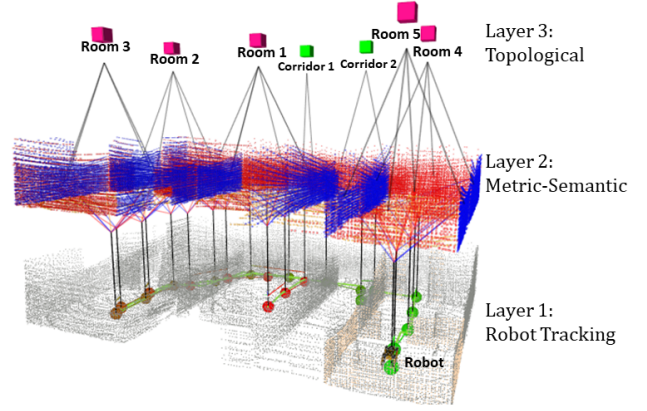 Room 3
Room 2
Room 1
Corridor 1
Corridor 2
Room 5
Room 4
Layer 3:
Topological
Layer 2:
Metric-Semantic
Layer 1:
Robot Tracking
Robot